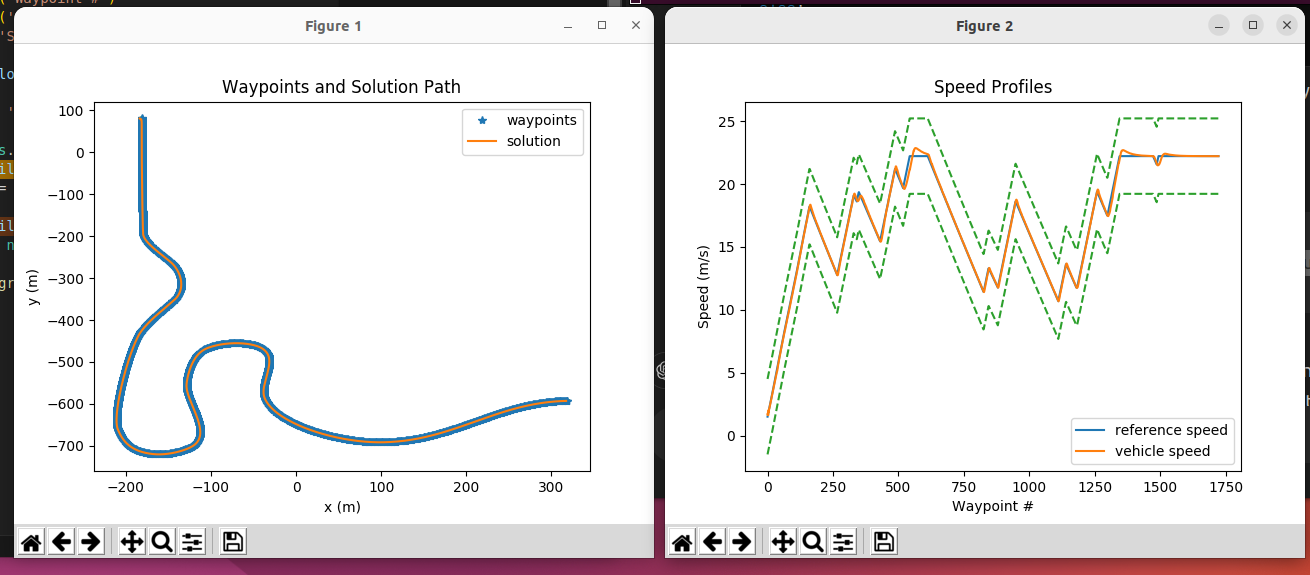 Figure 1
Waypoints and Solution Path
100
0
−100
−200
−300
−400
−500
−600
−700
y (m)
waypoints
solution
−200
−100
0
100
200
300
x (m)
Figure 2
Speed Profiles
25
20
15
10
5
0
Speed (m/s)
reference speed
vehicle speed
0
250
500
750
1000
1250
1500
1750
Waypoint #